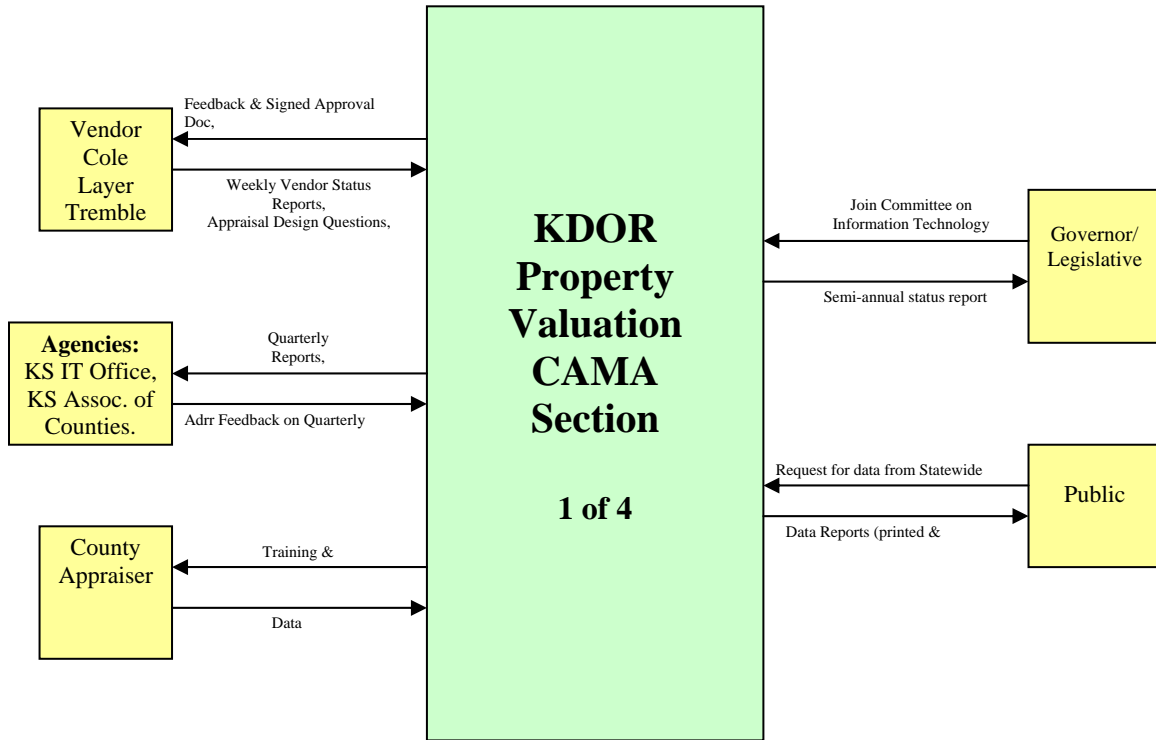 Feedback & Signed Approval
Doc,
Vendor
Cole
Layer
Tremble
Weekly Vendor Status
Reports,
Appraisal Design Questions,
Agencies:
KS IT Office,
KS Assoc. of
Counties.
Quarterly
Reports,
Adrr Feedback on Quarterly
County
Appraiser
Training &
Data
KDOR
Property
Valuation
CAMA
Section
1 of 4
Join Committee on
Information Technology
Governor/
Legislative
Semi-annual status report
Request for data from Statewide
Public
Data Reports (printed &